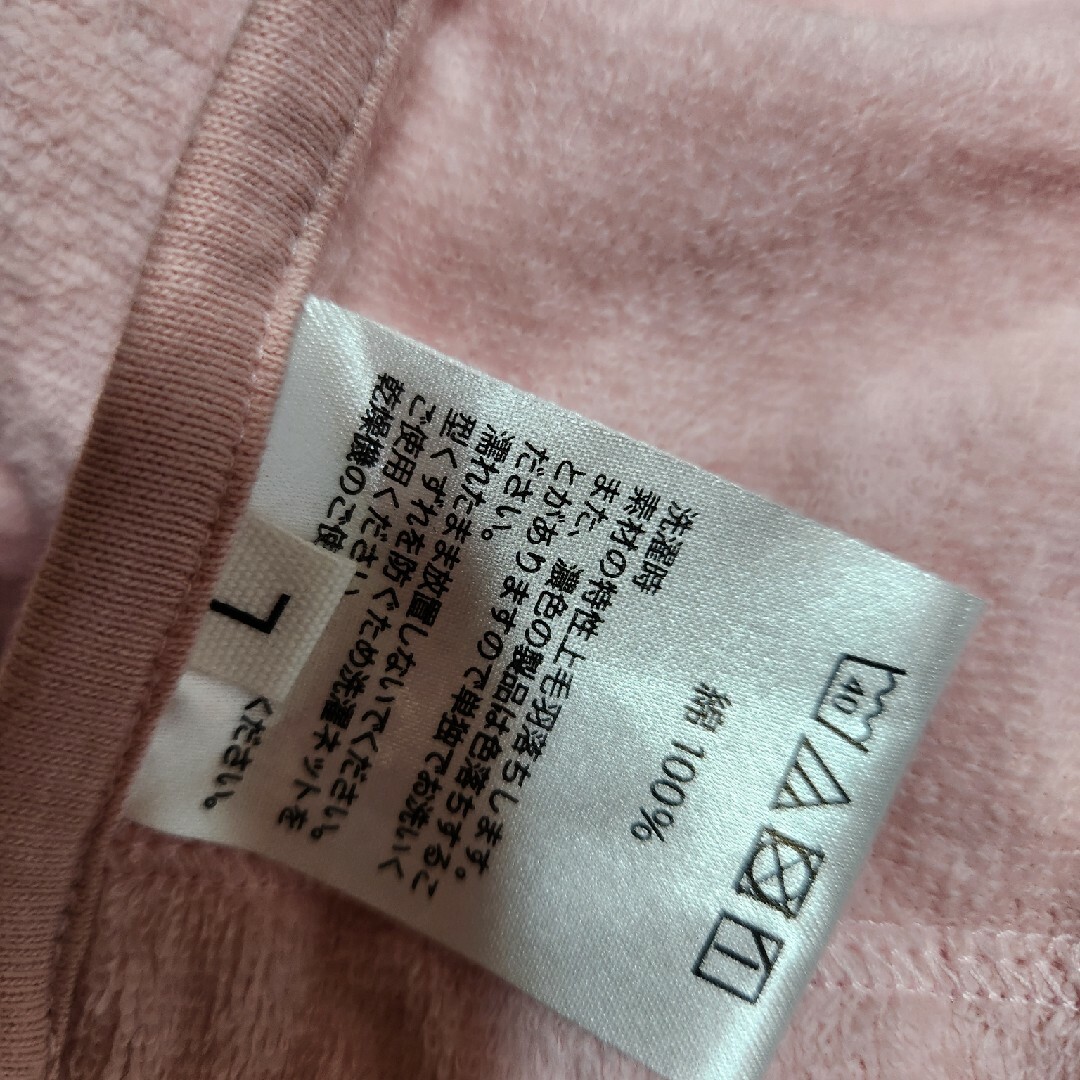 40
綿 100%
洗濯時
素材の特性上毛羽落ちします。
また、濃色の製品は色落ちするこ
とがありますので単独でお洗いく
ださい。
濡れたまま放置しないでください。
型くずれを防ぐため洗濯ネットを
ご使用ください。
乾燥機のご使
ください。
L